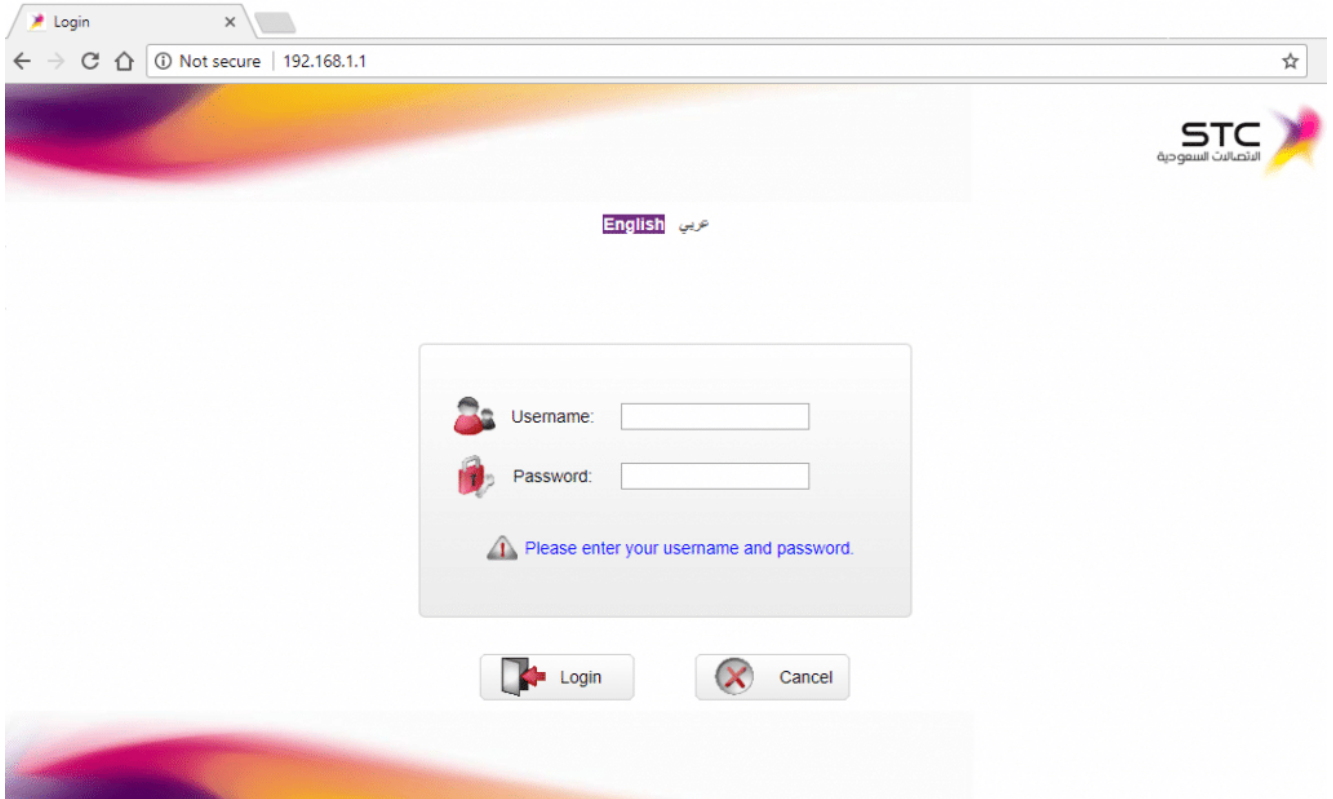 Login
Not secure | 192.168.1.1
STC
الاتصالات السعودية
English عربي
Username:
Password:
Please enter your username and password.
Login Cancel